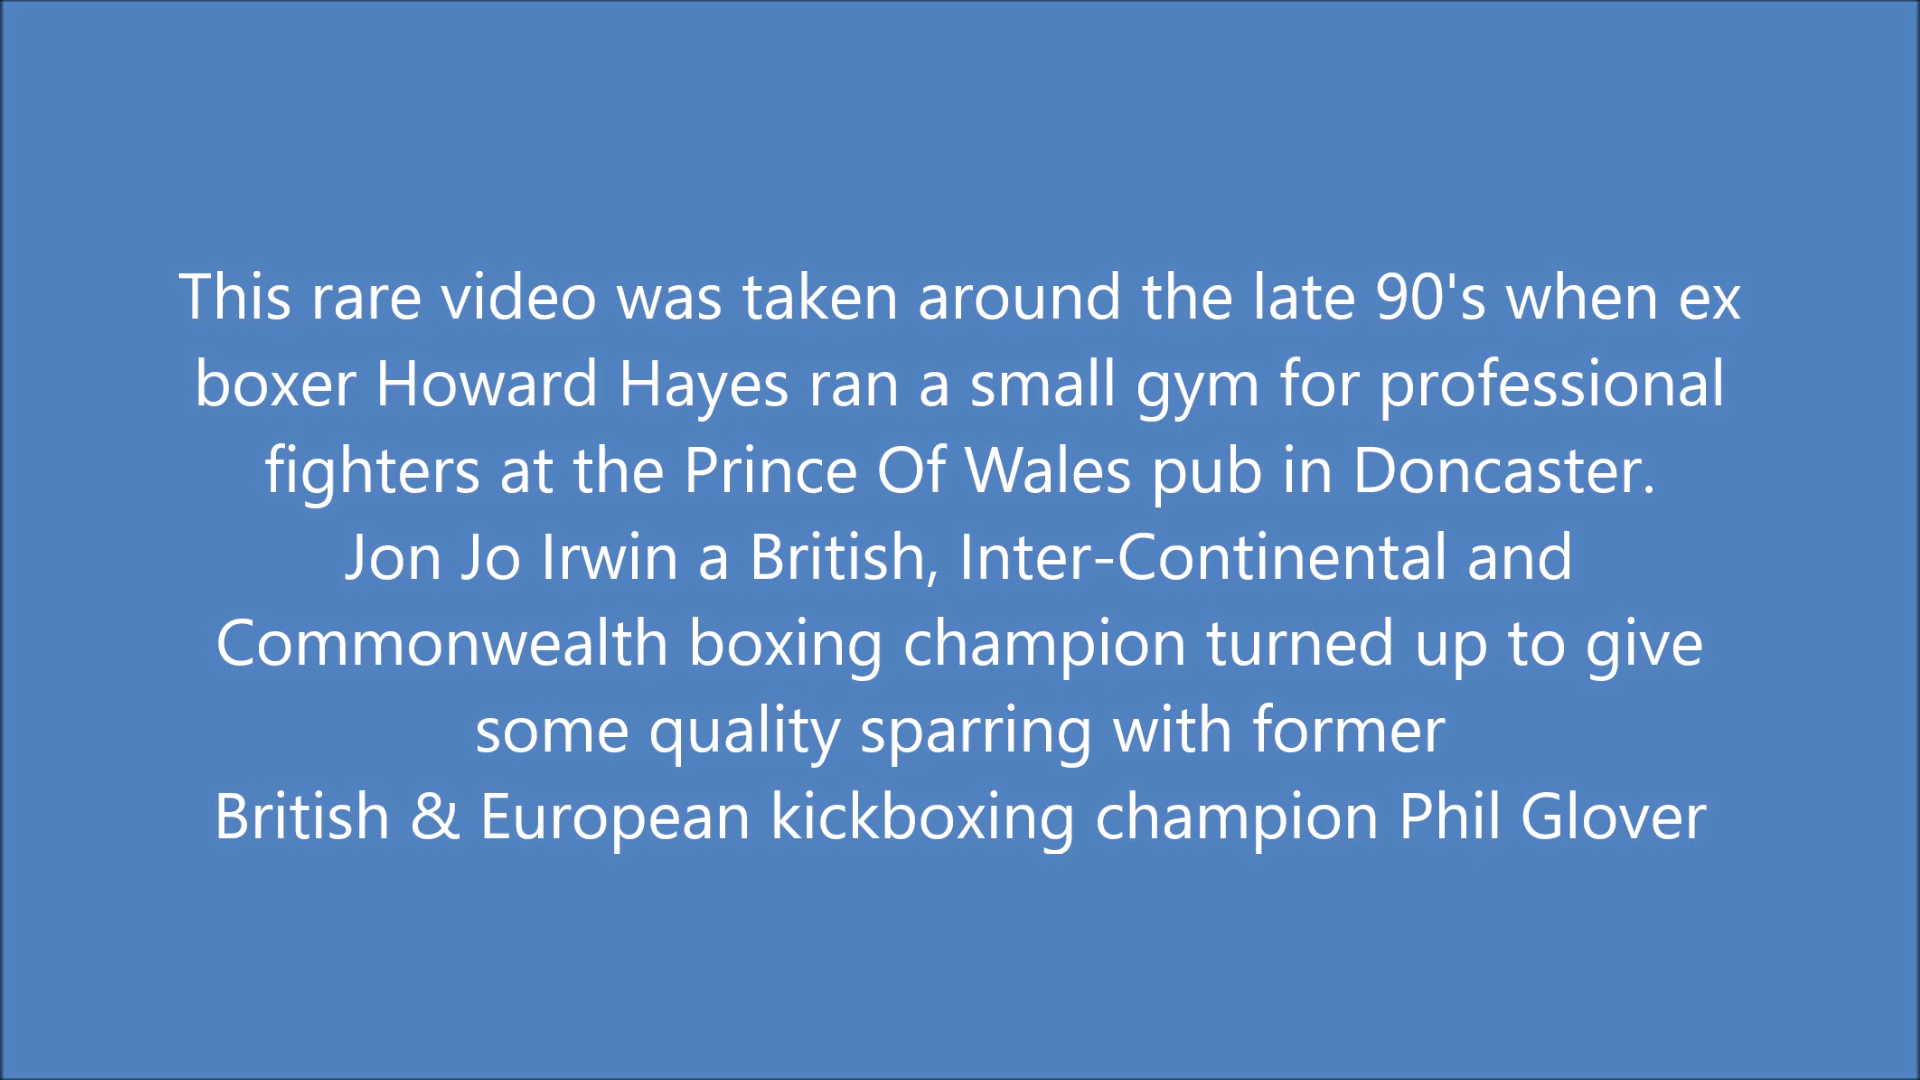 This rare video was taken around the late 90's when ex
boxer Howard Hayes ran a small gym for professional
fighters at the Prince Of Wales pub in Doncaster.
Jon Jo Irwin a British, Inter-Continental and
Commonwealth boxing champion turned up to give
some quality sparring with former
British & European kickboxing champion Phil Glover